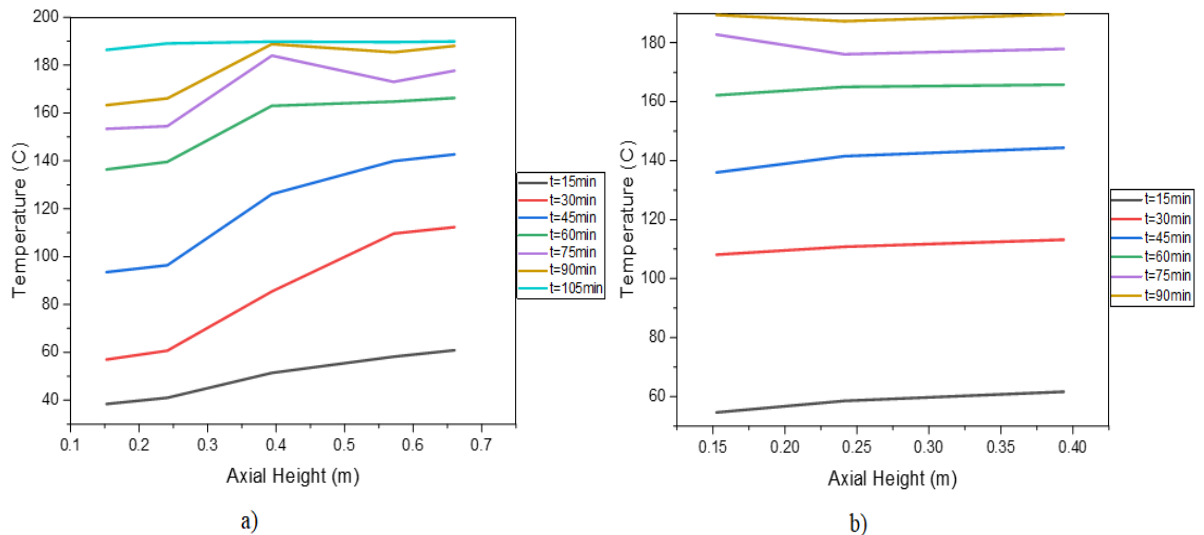 200
180
160
140
120
100
80
60
40
0.1 0.2 0.3 0.4 0.5 0.6 0.7
Temperature (C)
Axial Height (m)
t=15min
t=30min
t=45min
t=60min
t=75min
t=90min
t=105min
a)
180
160
140
120
100
80
60
0.15 0.20 0.25 0.30 0.35 0.40
Temperature (C)
Axial Height (m)
t=15min
t=30min
t=45min
t=60min
t=75min
t=90min
b)